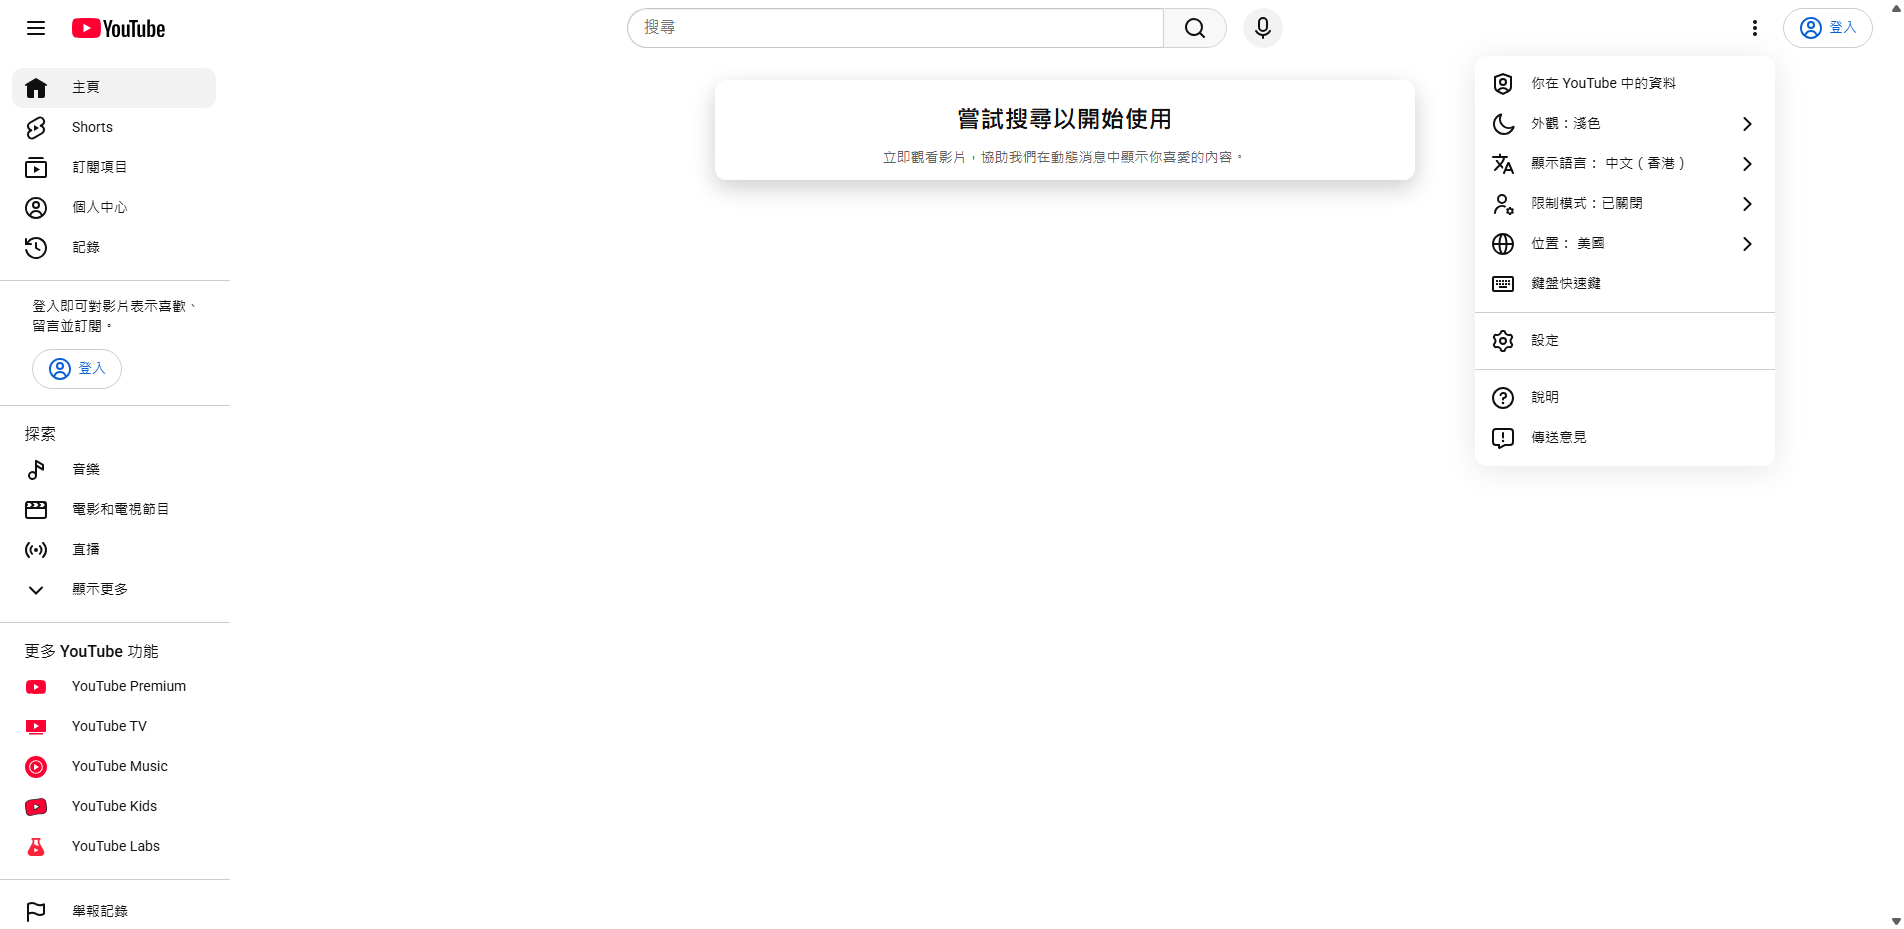 YouTube
搜尋
登入
主頁
Shorts
訂閱項目
個人中心
記錄
登入即可對影片表示喜歡、
留言並訂閱。
登入
探索
音樂
電影和電視節目
直播
顯示更多
更多 YouTube 功能
YouTube Premium
YouTube TV
YouTube Music
YouTube Kids
YouTube Labs
舉報記錄
嘗試搜尋以開始使用
立即觀看影片，協助我們在動態消息中顯示你喜愛的內容。
你在 YouTube 中的資料
外觀：淺色
顯示語言： 中文（香港）
限制模式：已關閉
位置： 美國
鍵盤快速鍵
設定
說明
傳送意見